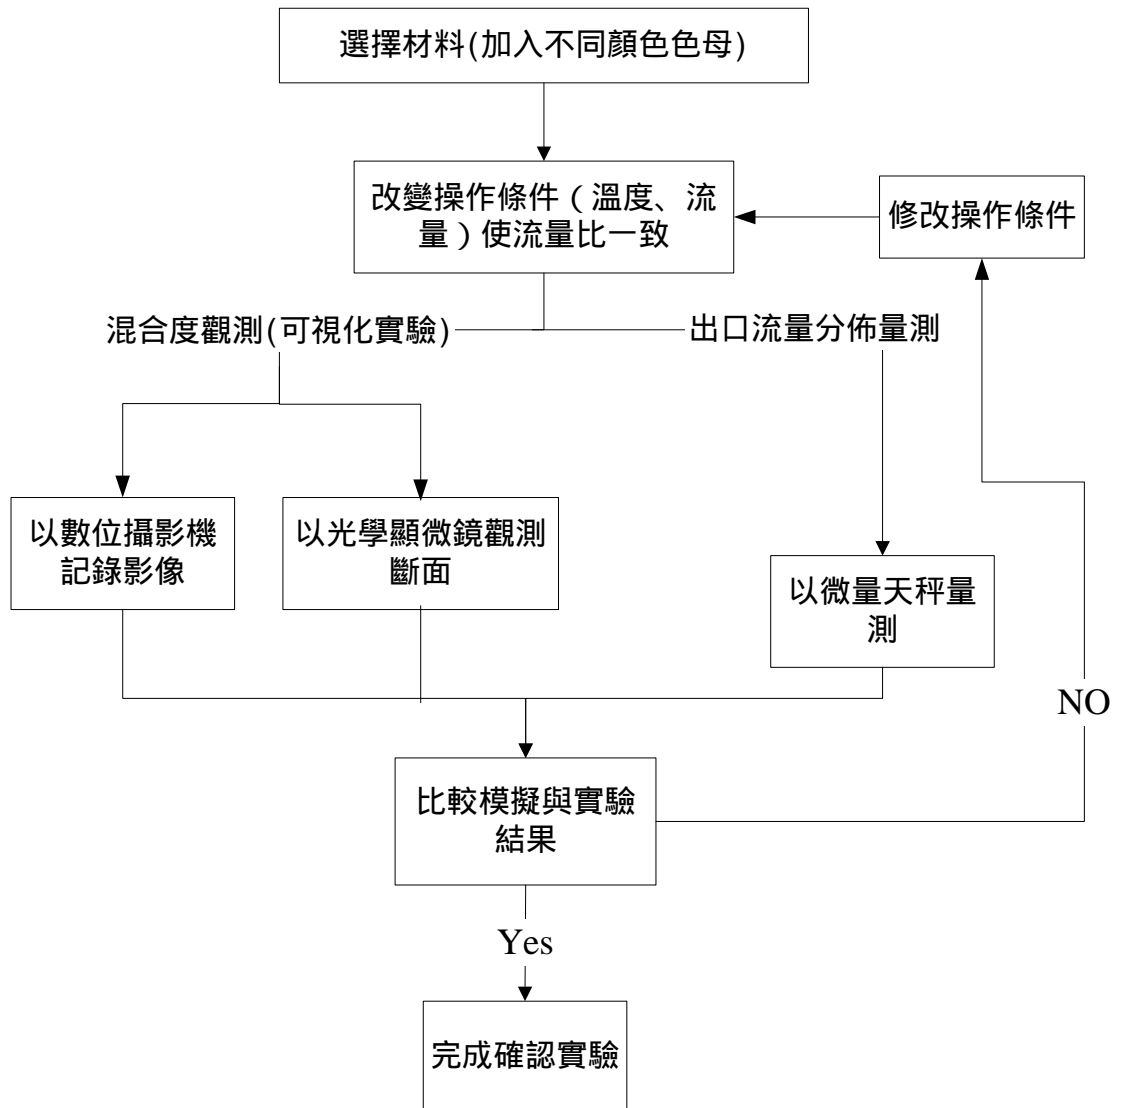 選擇材料(加入不同顏色色母)
改變操作條件（溫度、流
量）使流量比一致
修改操作條件
混合度觀測(可視化實驗)
出口流量分佈量測
以數位攝影機
記錄影像
以光學顯微鏡觀測
斷面
以微量天秤量
測
NO
比較模擬與實驗
結果
Yes
完成確認實驗